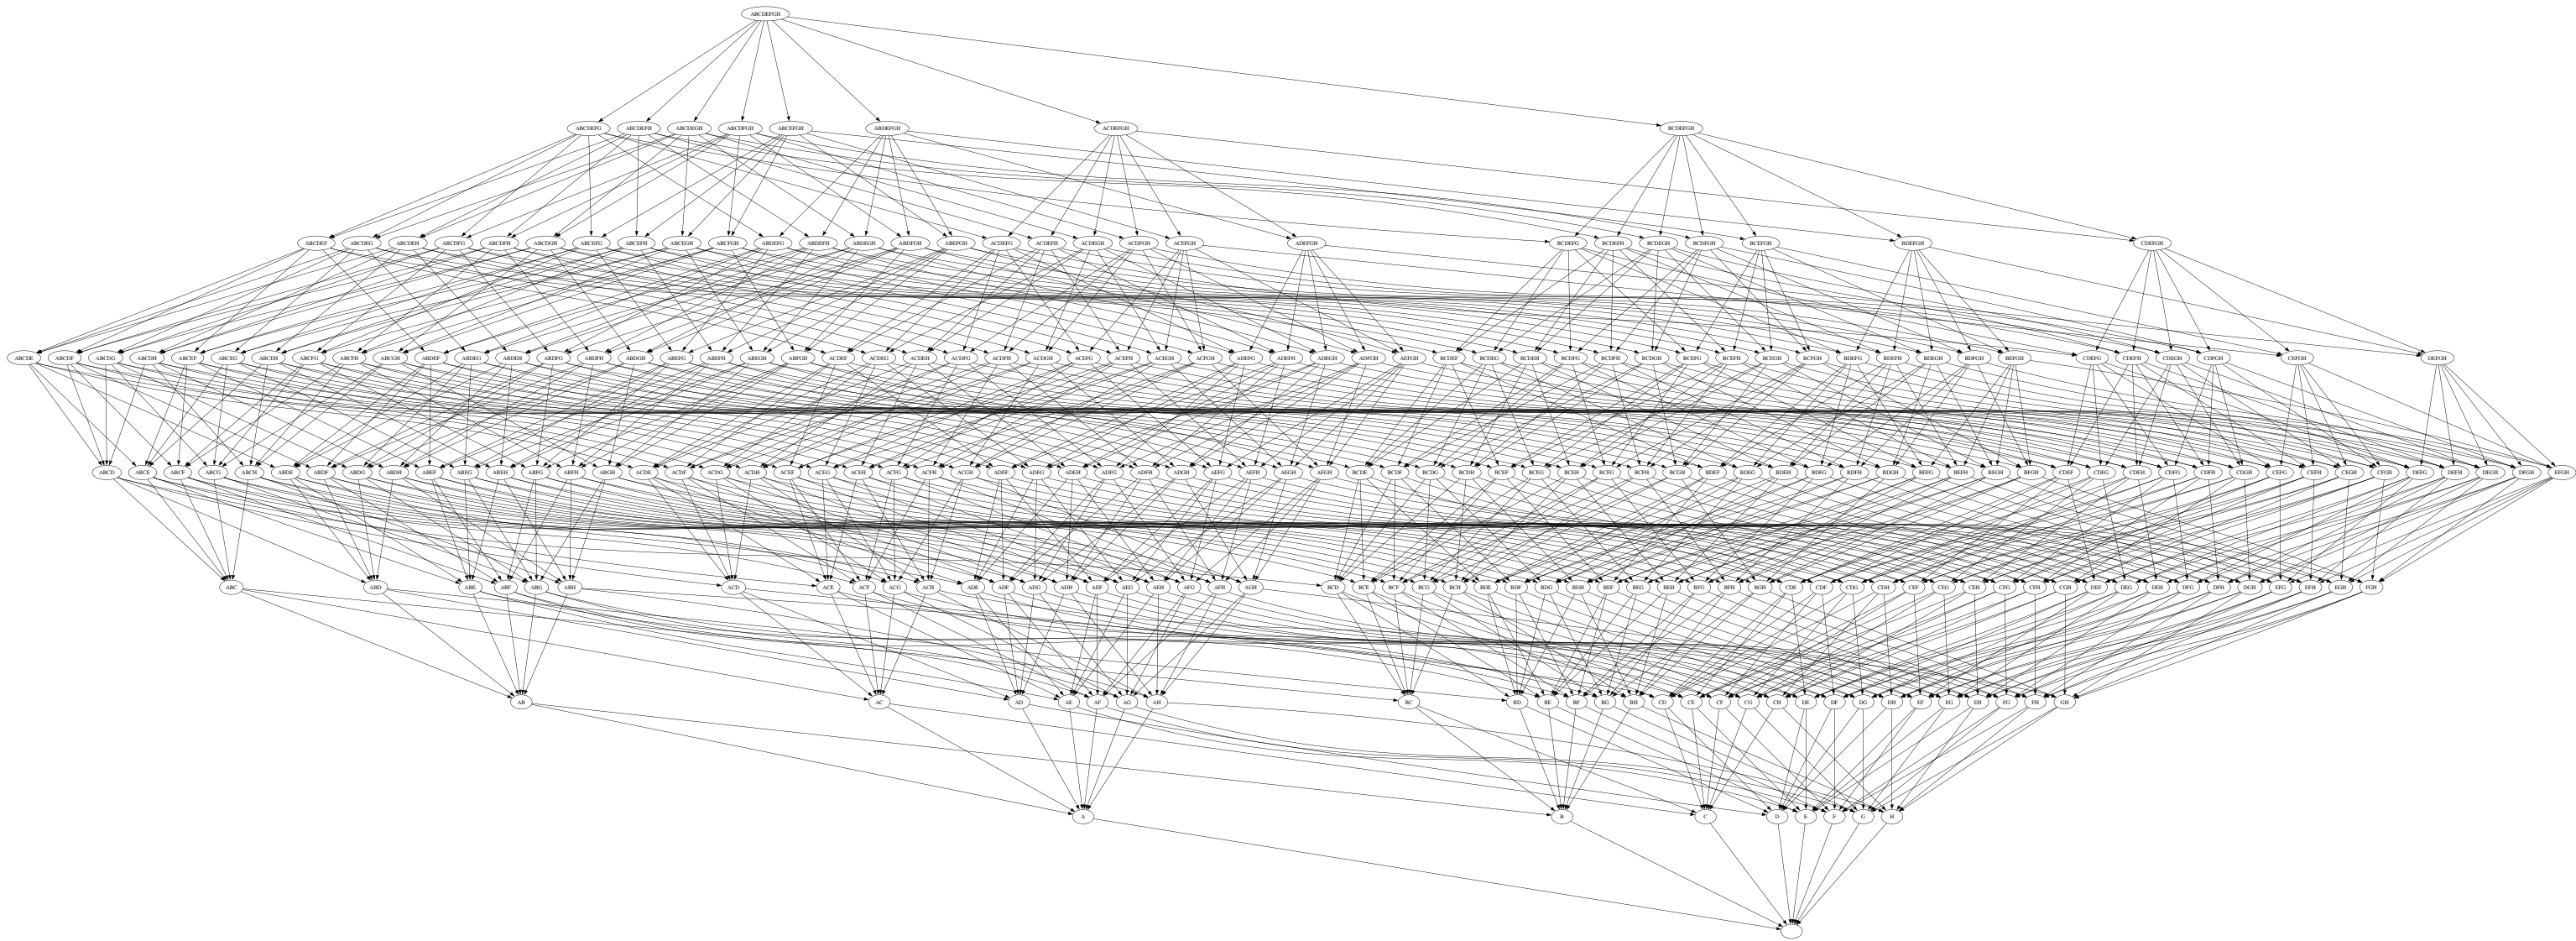 ABCDEFGH
ABCDEFG ABCDEFH ABCDEGH ABCDFGH ABCEFGH ABDEFGH ACDEFGH BCDEFGH
ABCDEF ABCDEG ABCDEH ABCDFG ABCDFH ABCDGH ABCEFG ABCEFH ABCEGH ABCFGH ABDEFG ABDEFH ABDEGH ABDFGH ABEFGH ACDEFG ACDEFH ACDEGH ACDFGH ACEFGH ADEFGH BCDEFG BCDEFH BCDEGH BCDFGH BCEFGH BDEFGH CDEFGH
ABCDE ABCDF ABCDG ABCDH ABCEF ABCEG ABCEH ABCFG ABCFH ABCGH ABDEF ABDEG ABDEH ABDFG ABDFH ABDGH ABEFG ABEFH ABEGH ABFGH ACDEF ACDEG ACDEH ACDFG ACDFH ACDGH ACEFG ACEFH ACEGH ACFGH ADEFG ADEFH ADEGH ADFGH AEFGH BCDEF BCDEG BCDEH BCDFG BCDFH BCDGH BCEFG BCEFH BCEGH BCFGH BDEFG BDEFH BDEGH BDFGH BEFGH CDEFG CDEFH CDEGH CDFGH CEFGH DEFGH
ABCD ABCE ABCF ABCG ABCH ABDE ABDF ABDG ABDH ABEF ABEG ABEH ABFG ABFH ABGH ACDE ACDF ACDG ACDH ACEF ACEG ACEH ACFG ACFH ACGH ADEF ADEG ADEH ADFG ADFH ADGH AEFG AEFH AEGH AFGH BCDE BCDF BCDG BCDH BCEF BCEG BCEH BCFG BCFH BCGH BDEF BDEG BDEH BDFG BDFH BDGH BEFG BEFH BEGH BFGH CDEF CDEG CDEH CDFG CDFH CDGH CEFG CEFH CEGH CFGH DEFG DEFH DEGH DFGH EFGH
ABC ABD ABE ABF ABG ABH ACD ACE ACF ACG ACH ADE ADF ADG ADH AEF AEG AEH AFG AFH AGH BCD BCE BCF BCG BCH BDE BDF BDG BDH BEF BEG BEH BFG BFH BGH CDE CDF CDG CDH CEF CEG CEH CFG CFH CGH DEF DEG DEH DFG DFH DGH EFG EFH EGH FGH
AB AC AD AE AF AG AH BC BD BE BF BG BH CD CE CF CG CH DE DF DG DH EF EG EH FG FH GH
A B C D E F G H